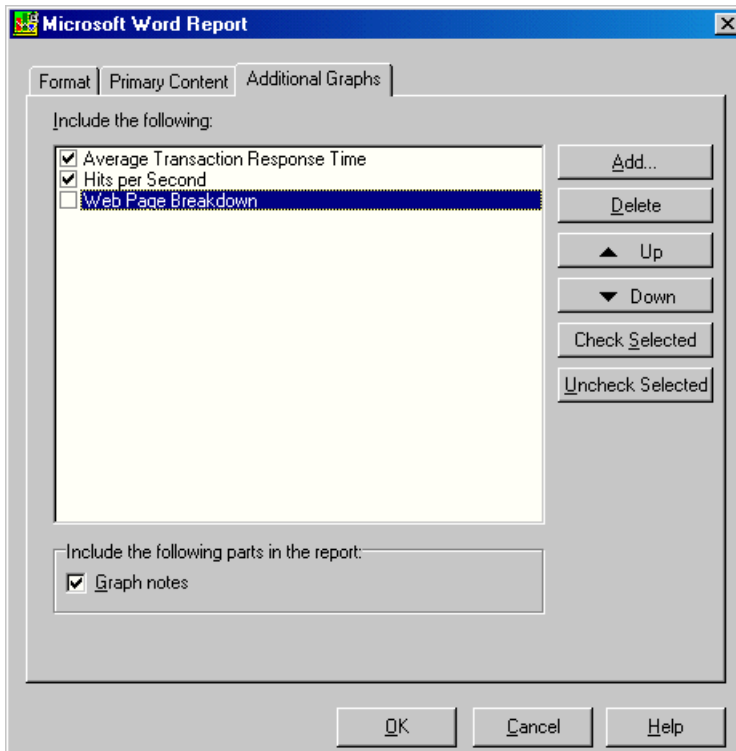 Microsoft Word Report
Format Primary Content Additional Graphs
Include the following:
Average Transaction Response Time
Hits per Second
Web Page Breakdown
Add...
Delete
Up
Down
Check Selected
Uncheck Selected
Include the following parts in the report:
Graph notes
OK Cancel Help